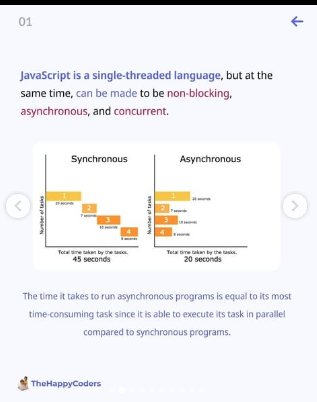 01
JavaScript is a single-threaded language, but at the
same time, can be made to be non-blocking,
asynchronous, and concurrent.
Synchronous
Number of tasks
1
20 seconds
2
7 seconds
3
10 seconds
4
8 seconds
Total time taken by the tasks.
45 seconds
Asynchronous
Number of tasks
1
20 seconds
2
7 seconds
3
10 seconds
4
8 seconds
Total time taken by the tasks.
20 seconds
The time it takes to run asynchronous programs is equal to its most
time-consuming task since it is able to execute its task in parallel
compared to synchronous programs.
TheHappyCoders